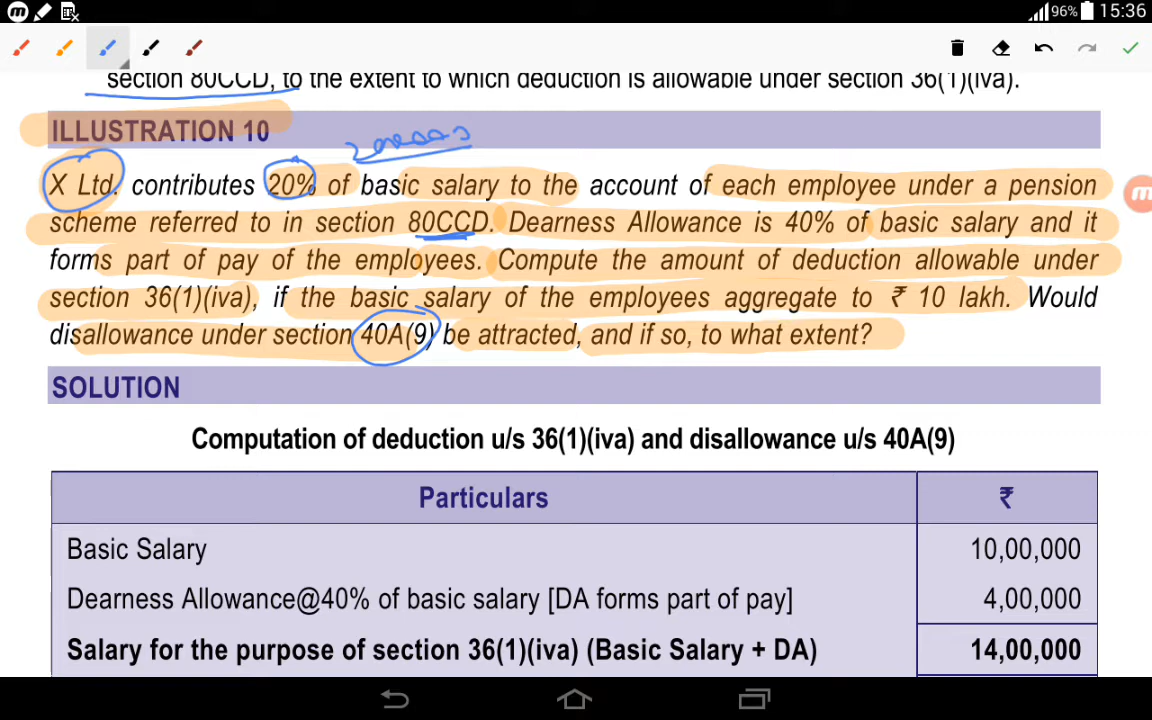 96% 15:36
section 80CCD, to the extent to which deduction is allowable under section 36(1)(iva).
ILLUSTRATION 10
X Ltd. contributes 20% of basic salary to the account of each employee under a pension
scheme referred to in section 80CCD. Dearness Allowance is 40% of basic salary and it
forms part of pay of the employees. Compute the amount of deduction allowable under
section 36(1)(iva), if the basic salary of the employees aggregate to ₹ 10 lakh. Would
disallowance under section 40A(9) be attracted, and if so, to what extent?
SOLUTION
Computation of deduction u/s 36(1)(iva) and disallowance u/s 40A(9)
Particulars ₹
Basic Salary 10,00,000
Dearness Allowance@40% of basic salary [DA forms part of pay] 4,00,000
Salary for the purpose of section 36(1)(iva) (Basic Salary + DA) 14,00,000